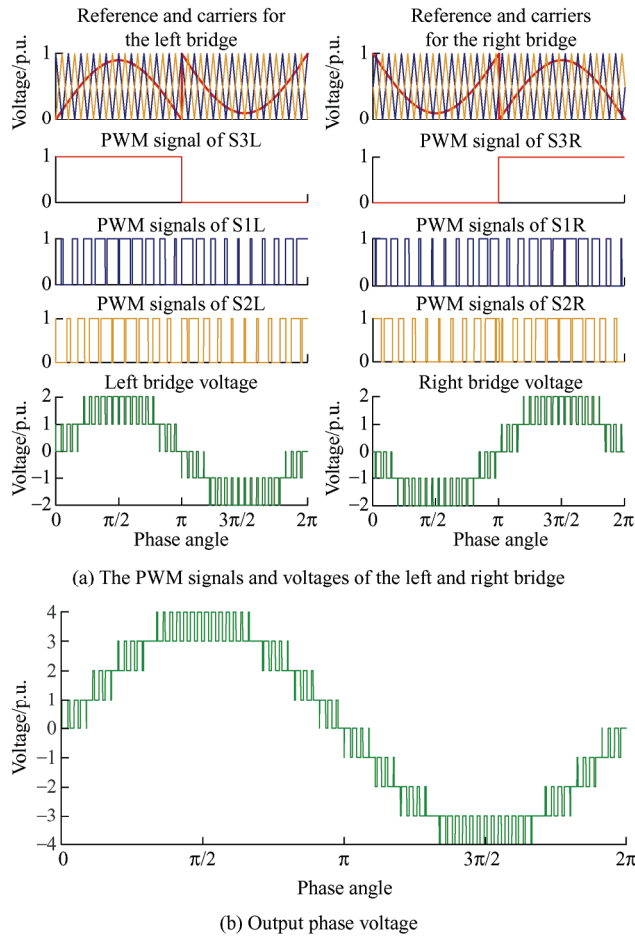 Reference and carriers for
the left bridge
Voltage/p.u.
1
0
PWM signal of S3L
1
0
PWM signals of S1L
1
0
PWM signals of S2L
1
0
Left bridge voltage
Voltage/p.u.
2
1
0
−1
−2
0
π/2
π
3π/2
2π
Phase angle
Reference and carriers
for the right bridge
Voltage/p.u.
1
0
PWM signal of S3R
1
0
PWM signals of S1R
1
0
PWM signals of S2R
1
0
Right bridge voltage
Voltage/p.u.
2
1
0
−1
−2
0
π/2
π
3π/2
2π
Phase angle
(a) The PWM signals and voltages of the left and right bridge
Voltage/p.u.
4
3
2
1
0
−1
−2
−3
−4
0
π/2
π
3π/2
2π
Phase angle
(b) Output phase voltage